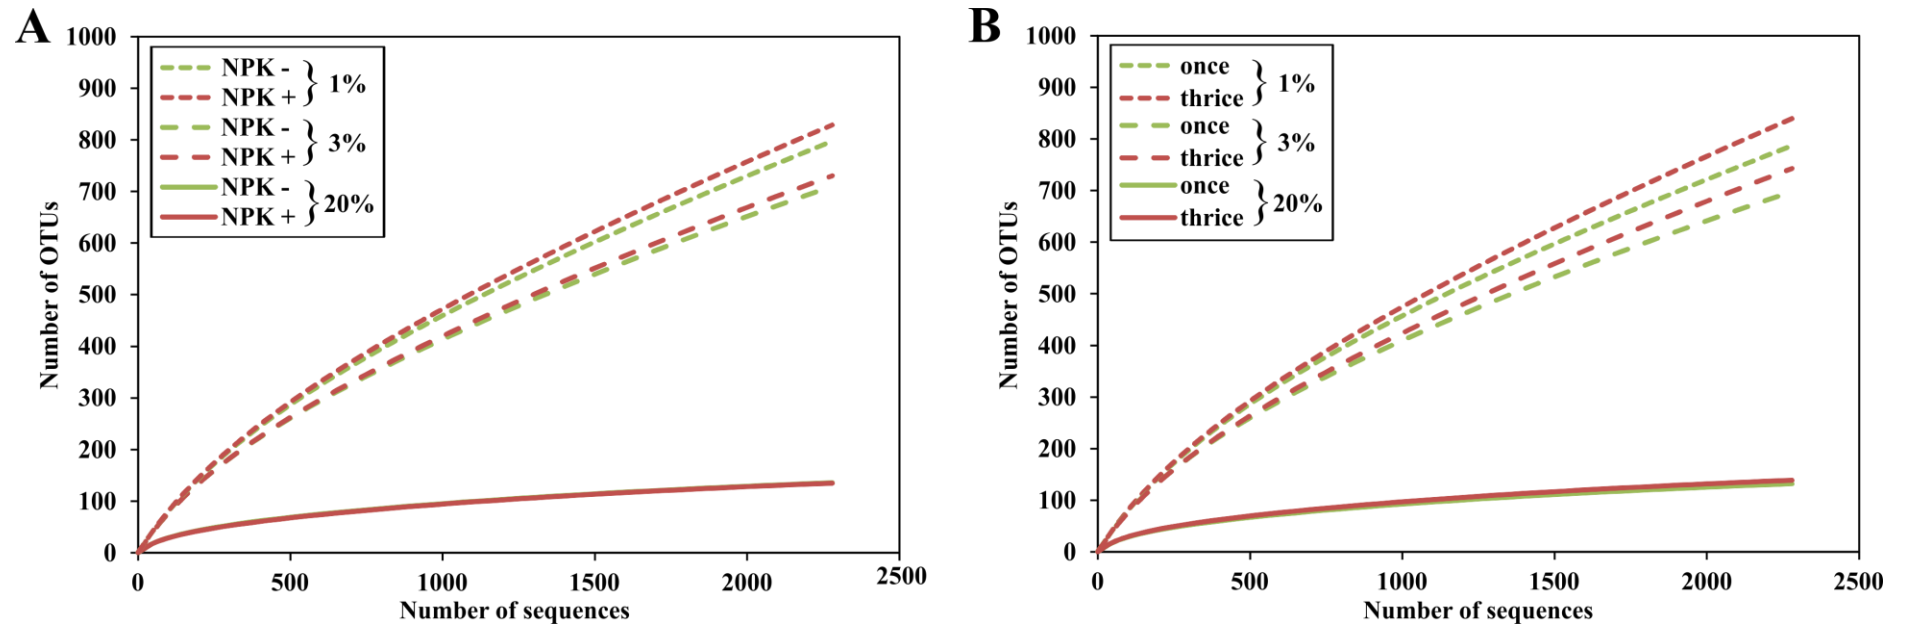 A
1000
900
800
700
600
500
400
300
200
100
0
Number of OTUs
NPK -
NPK +
} 1%
NPK -
NPK +
} 3%
NPK -
NPK +
} 20%
0 500 1000 1500 2000 2500
Number of sequences
B
1000
900
800
700
600
500
400
300
200
100
0
Number of OTUs
once
thrice
} 1%
once
thrice
} 3%
once
thrice
} 20%
0 500 1000 1500 2000 2500
Number of sequences